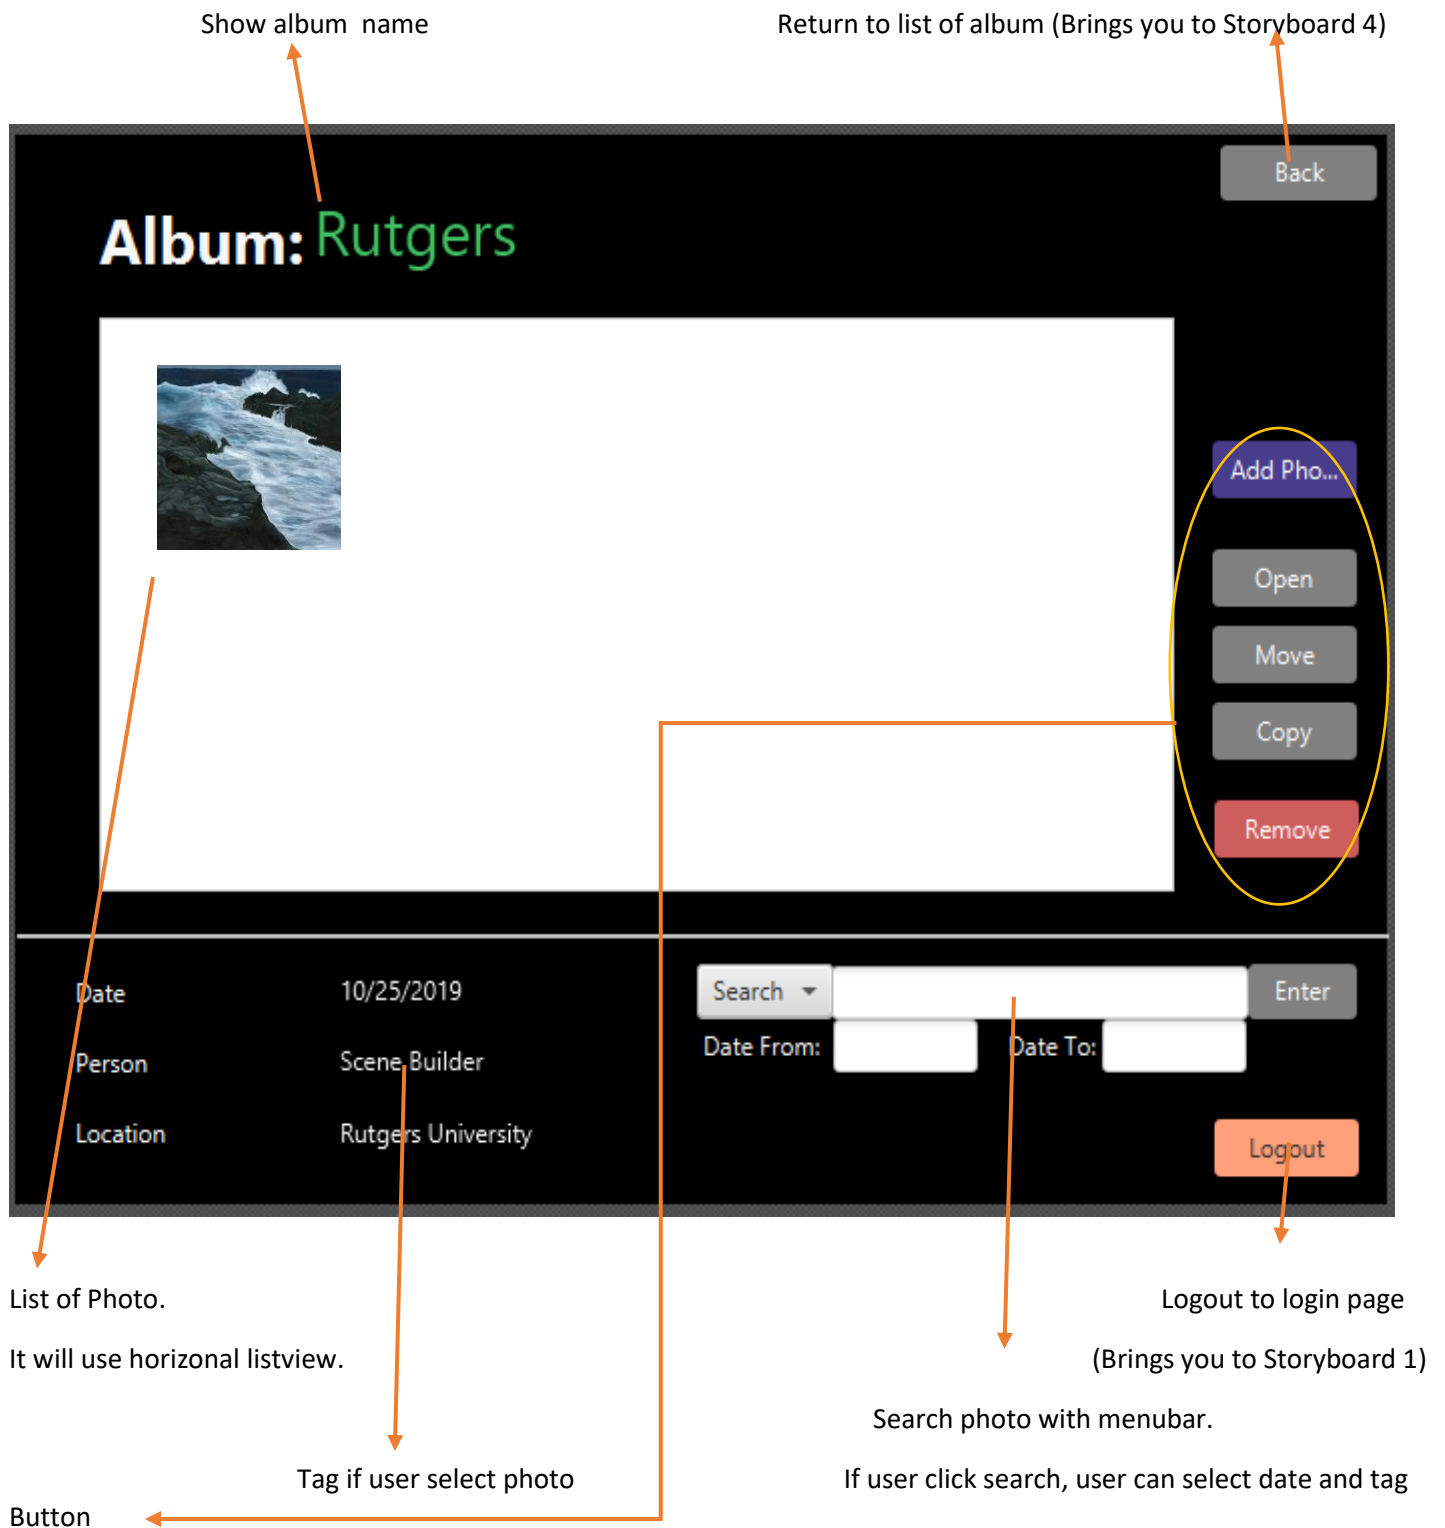 Show album  name
Return to list of album (Brings you to Storyboard 4)
Back
Album: Rutgers
Add Pho...
Open
Move
Copy
Remove
Date 10/25/2019
Search Enter
Date From: Date To:
Person Scene Builder
Location Rutgers University
Logout
List of Photo.
Logout to login page
It will use horizonal listview.
(Brings you to Storyboard 1)
Search photo with menubar.
Tag if user select photo
If user click search, user can select date and tag
Button